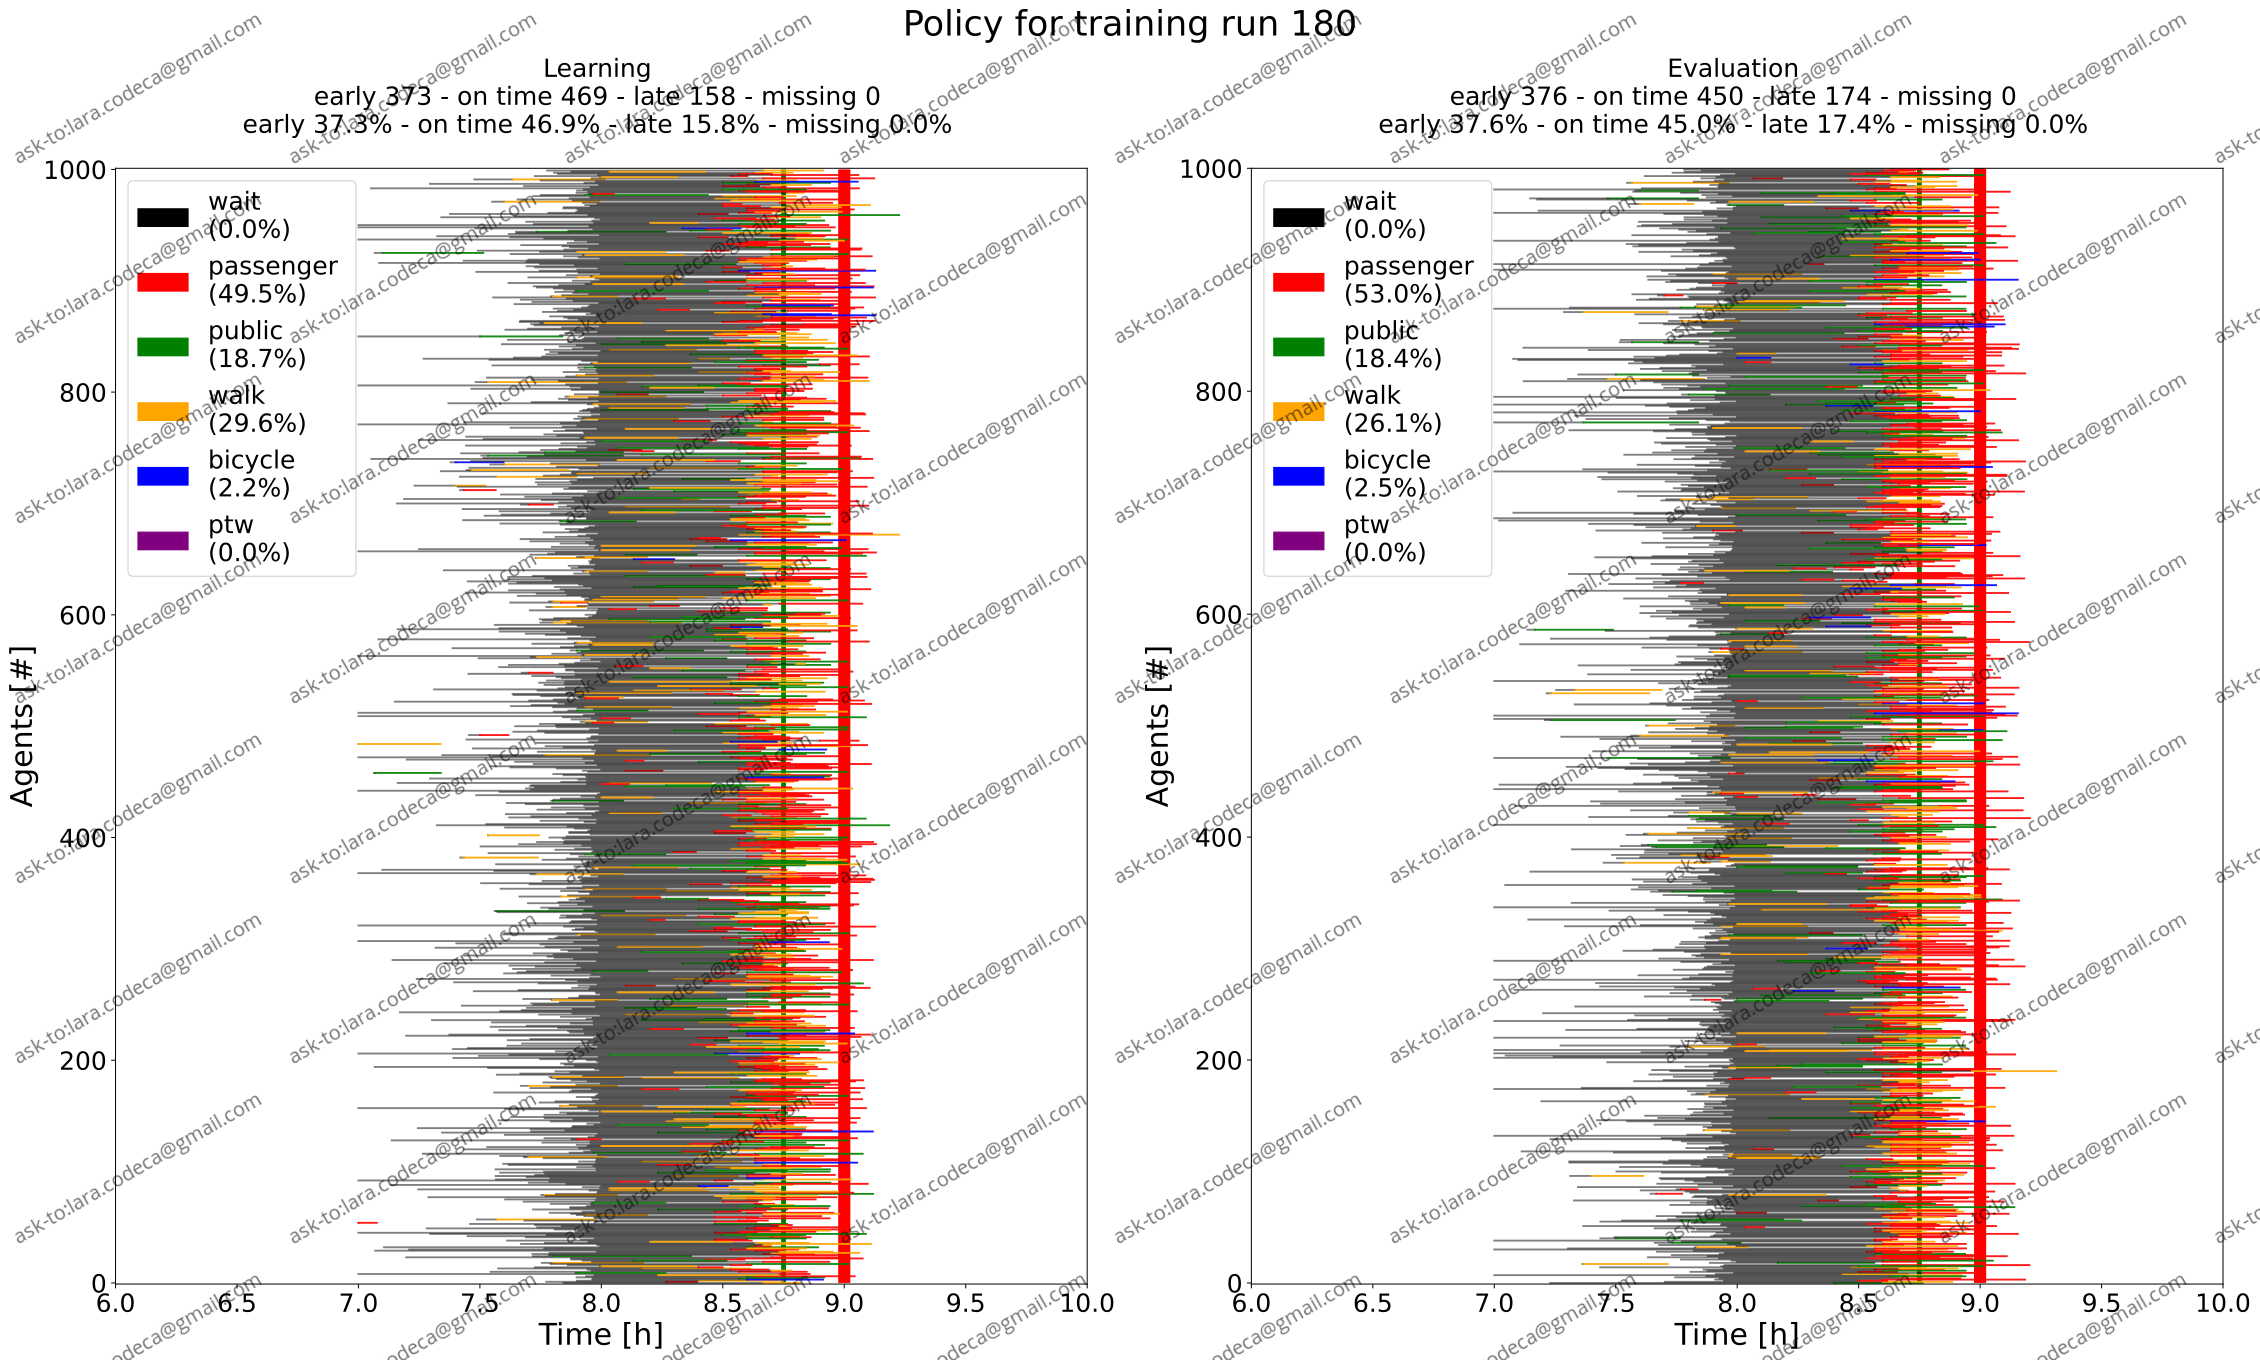 Policy for training run 180
Learning
early 373 - on time 469 - late 158 - missing 0
early 37.3% - on time 46.9% - late 15.8% - missing 0.0%
1000
800
600
400
200
0
Agents [#]
wait
(0.0%)
passenger
(49.5%)
public
(18.7%)
walk
(29.6%)
bicycle
(2.2%)
ptw
(0.0%)
6.0 6.5 7.0 7.5 8.0 8.5 9.0 9.5 10.0
Time [h]
Evaluation
early 376 - on time 450 - late 174 - missing 0
early 37.6% - on time 45.0% - late 17.4% - missing 0.0%
1000
800
600
400
200
0
Agents [#]
wait
(0.0%)
passenger
(53.0%)
public
(18.4%)
walk
(26.1%)
bicycle
(2.5%)
ptw
(0.0%)
6.0 6.5 7.0 7.5 8.0 8.5 9.0 9.5 10.0
Time [h]
ask-to:lara.codeca@gmail.com